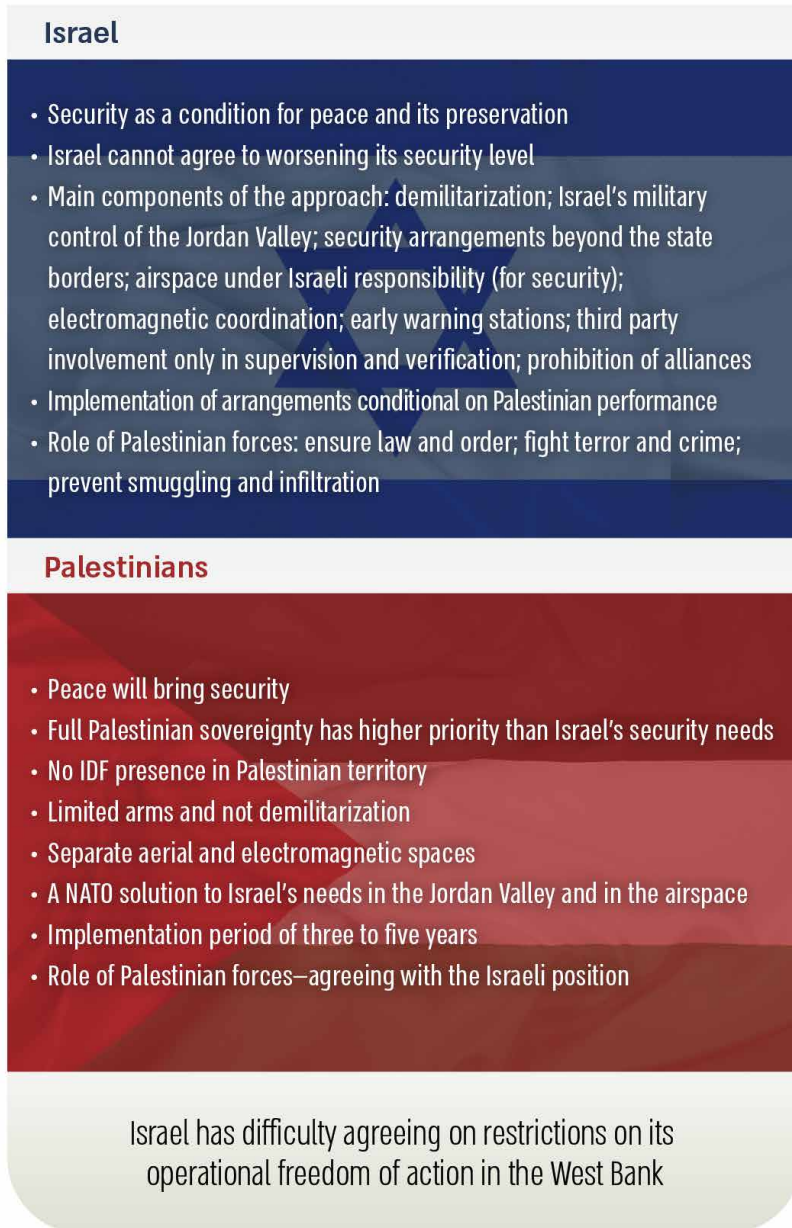 Israel
• Security as a condition for peace and its preservation
• Israel cannot agree to worsening its security level
• Main components of the approach: demilitarization; Israel's military
control of the Jordan Valley; security arrangements beyond the state
borders; airspace under Israeli responsibility (for security);
electromagnetic coordination; early warning stations; third party
involvement only in supervision and verification; prohibition of alliances
• Implementation of arrangements conditional on Palestinian performance
• Role of Palestinian forces: ensure law and order; fight terror and crime;
prevent smuggling and infiltration
Palestinians
• Peace will bring security
• Full Palestinian sovereignty has higher priority than Israel's security needs
• No IDF presence in Palestinian territory
• Limited arms and not demilitarization
• Separate aerial and electromagnetic spaces
• A NATO solution to Israel's needs in the Jordan Valley and in the airspace
• Implementation period of three to five years
• Role of Palestinian forces—agreeing with the Israeli position
Israel has difficulty agreeing on restrictions on its
operational freedom of action in the West Bank